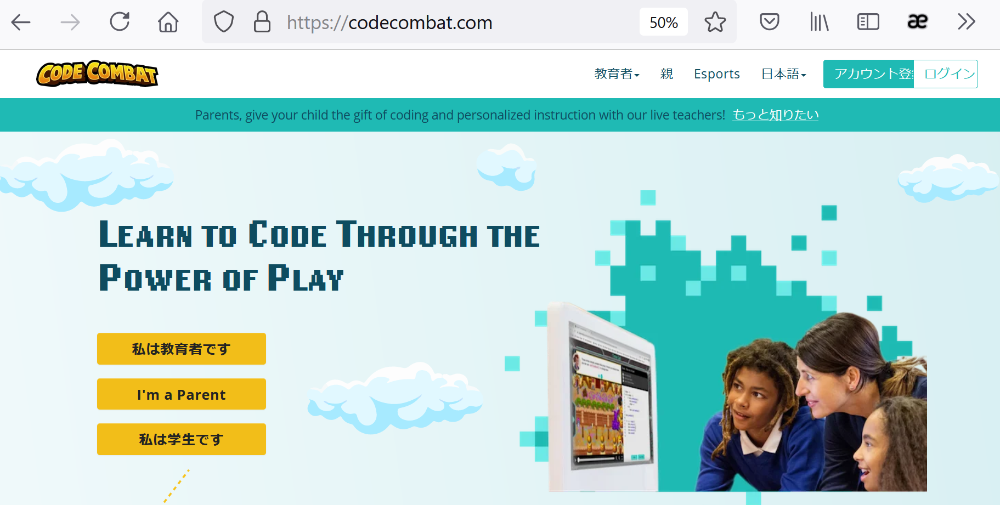 https://codecombat.com
50%
æ
CODE COMBAT
教育者
親
Esports
日本語
アカウント登
ログイン
Parents, give your child the gift of coding and personalized instruction with our live teachers! もっと知りたい
Learn to Code Through the
Power of Play
私は教育者です
I'm a Parent
私は学生です